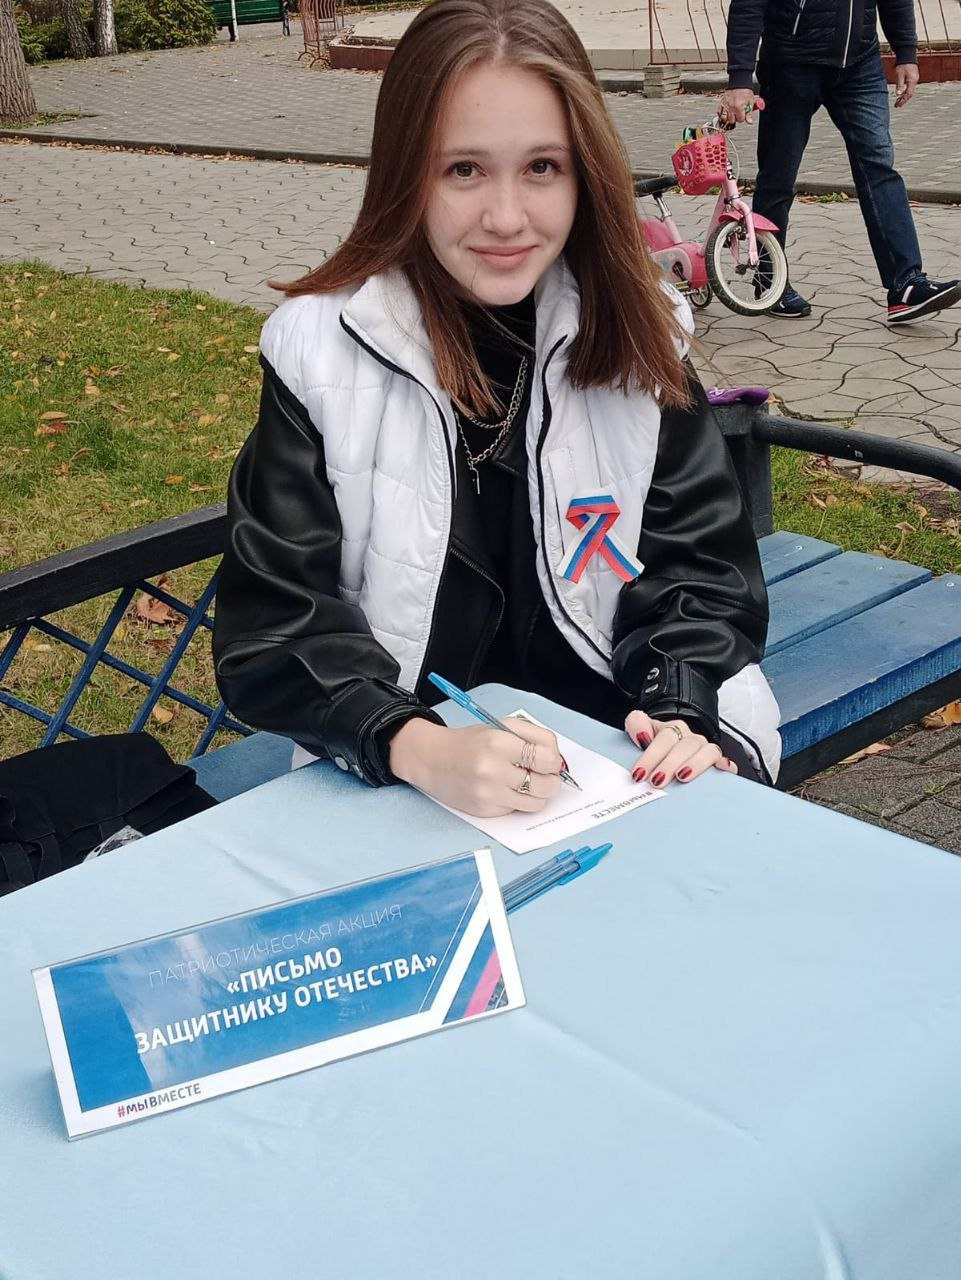 ПАТРИОТИЧЕСКАЯ АКЦИЯ
«ПИСЬМО
ЗАЩИТНИКУ ОТЕЧЕСТВА»
#МЫВМЕСТЕ
#МЫВМЕСТЕ